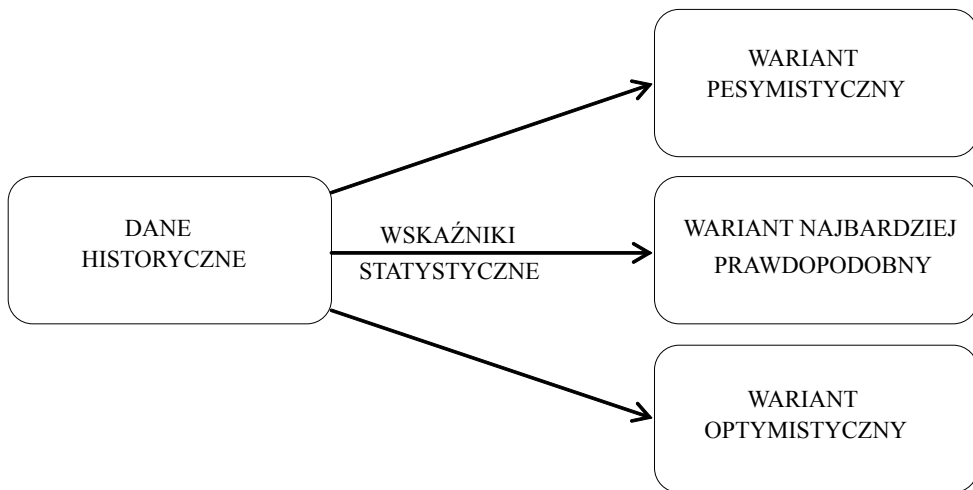 WARIANT
PESYMISTYCZNY
DANE
HISTORYCZNE
WSKAŹNIKI
STATYSTYCZNE
WARIANT NAJBARDZIEJ
PRAWDOPODOBNY
WARIANT
OPTYMISTYCZNY